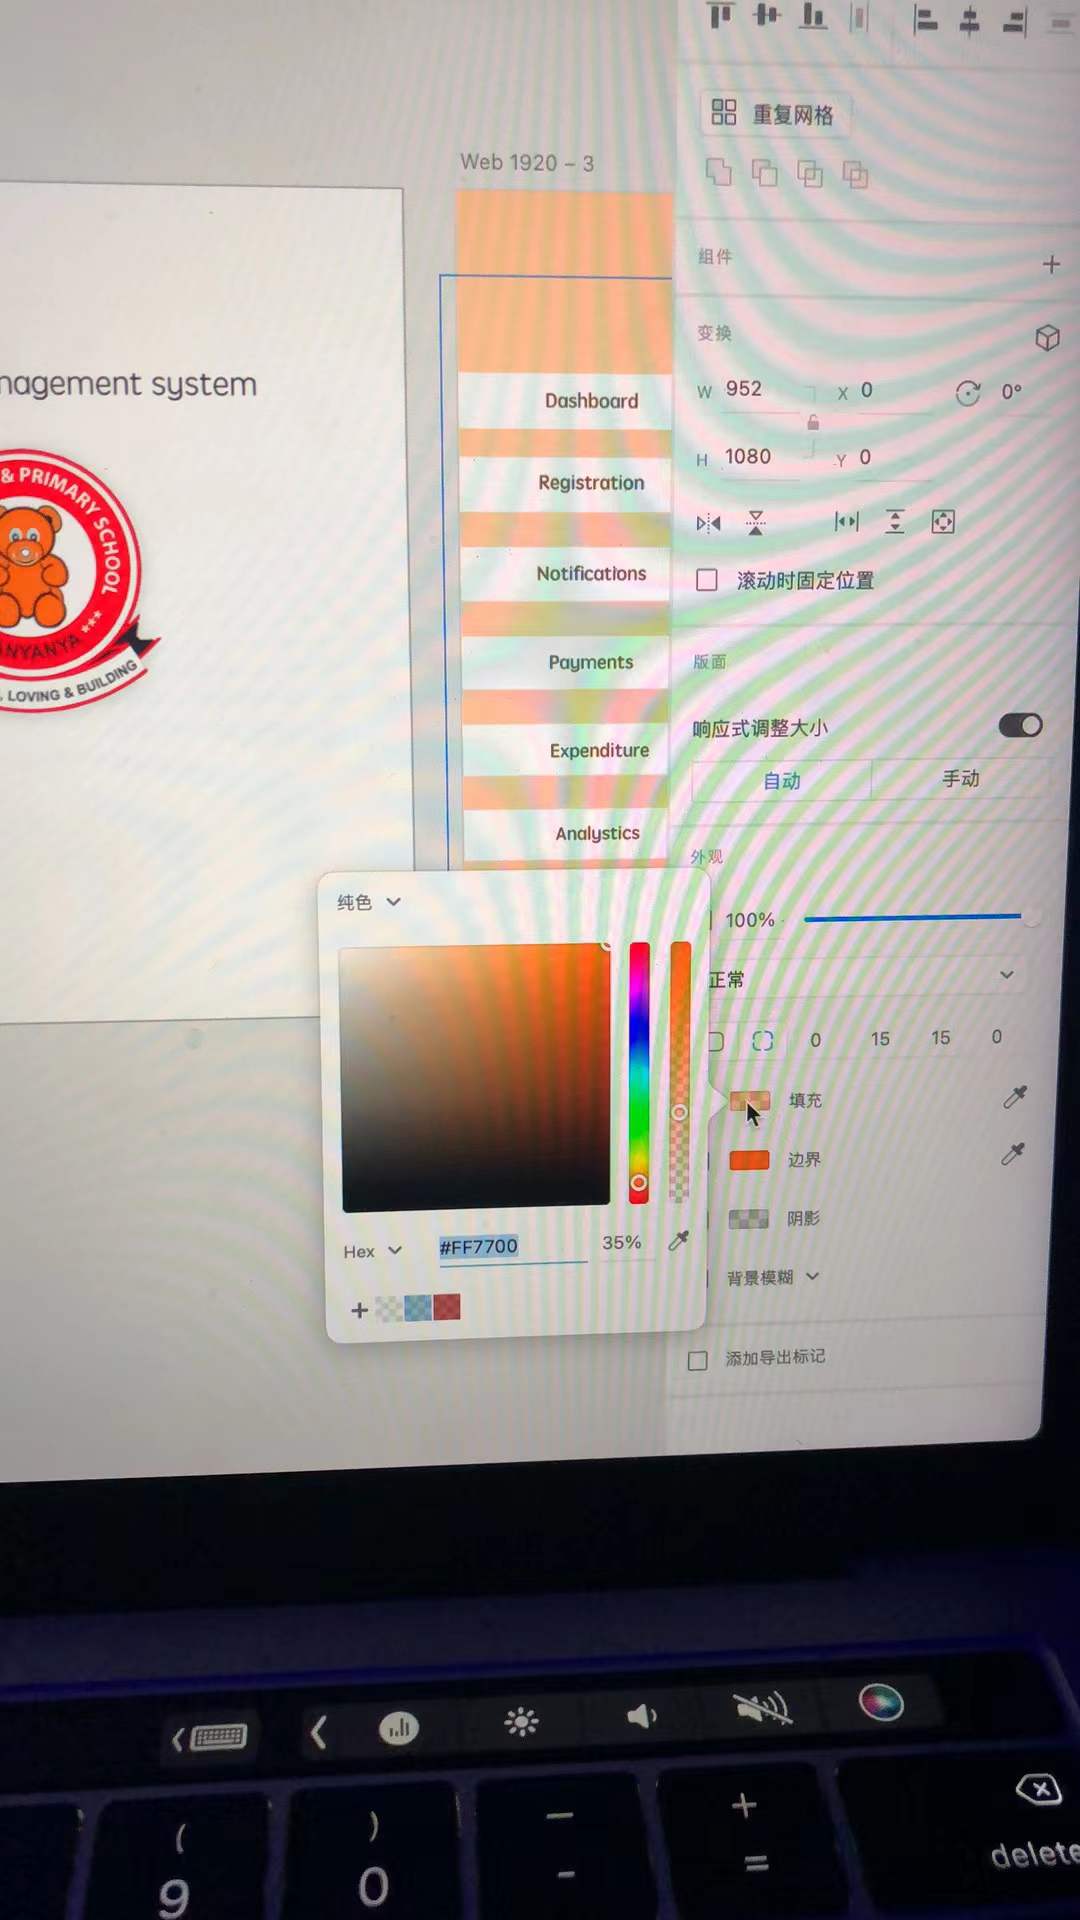 重复网格
Web 1920 – 3
组件
变换
W 952
X 0
0°
H 1080
Y 0
滚动时固定位置
版面
响应式调整大小
自动
手动
外观
100%
正常
0 15 15 0
填充
边界
阴影
背景模糊
添加导出标记
nagement system
& PRIMARY SCHOOL
NYANYA
LOVING & BUILDING
Dashboard
Registration
Notifications
Payments
Expenditure
Analystics
纯色
Hex
#FF7700
35%
( ) — +
9 0 - =
delete